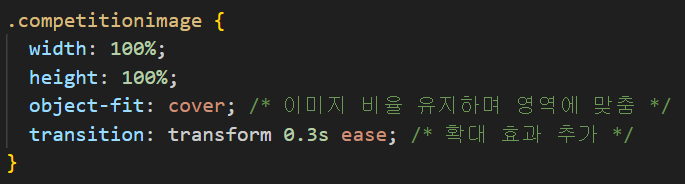 .competitionimage {
width: 100%;
height: 100%;
object-fit: cover; /* 이미지 비율 유지하며 영역에 맞춤 */
transition: transform 0.3s ease; /* 확대 효과 추가 */
}